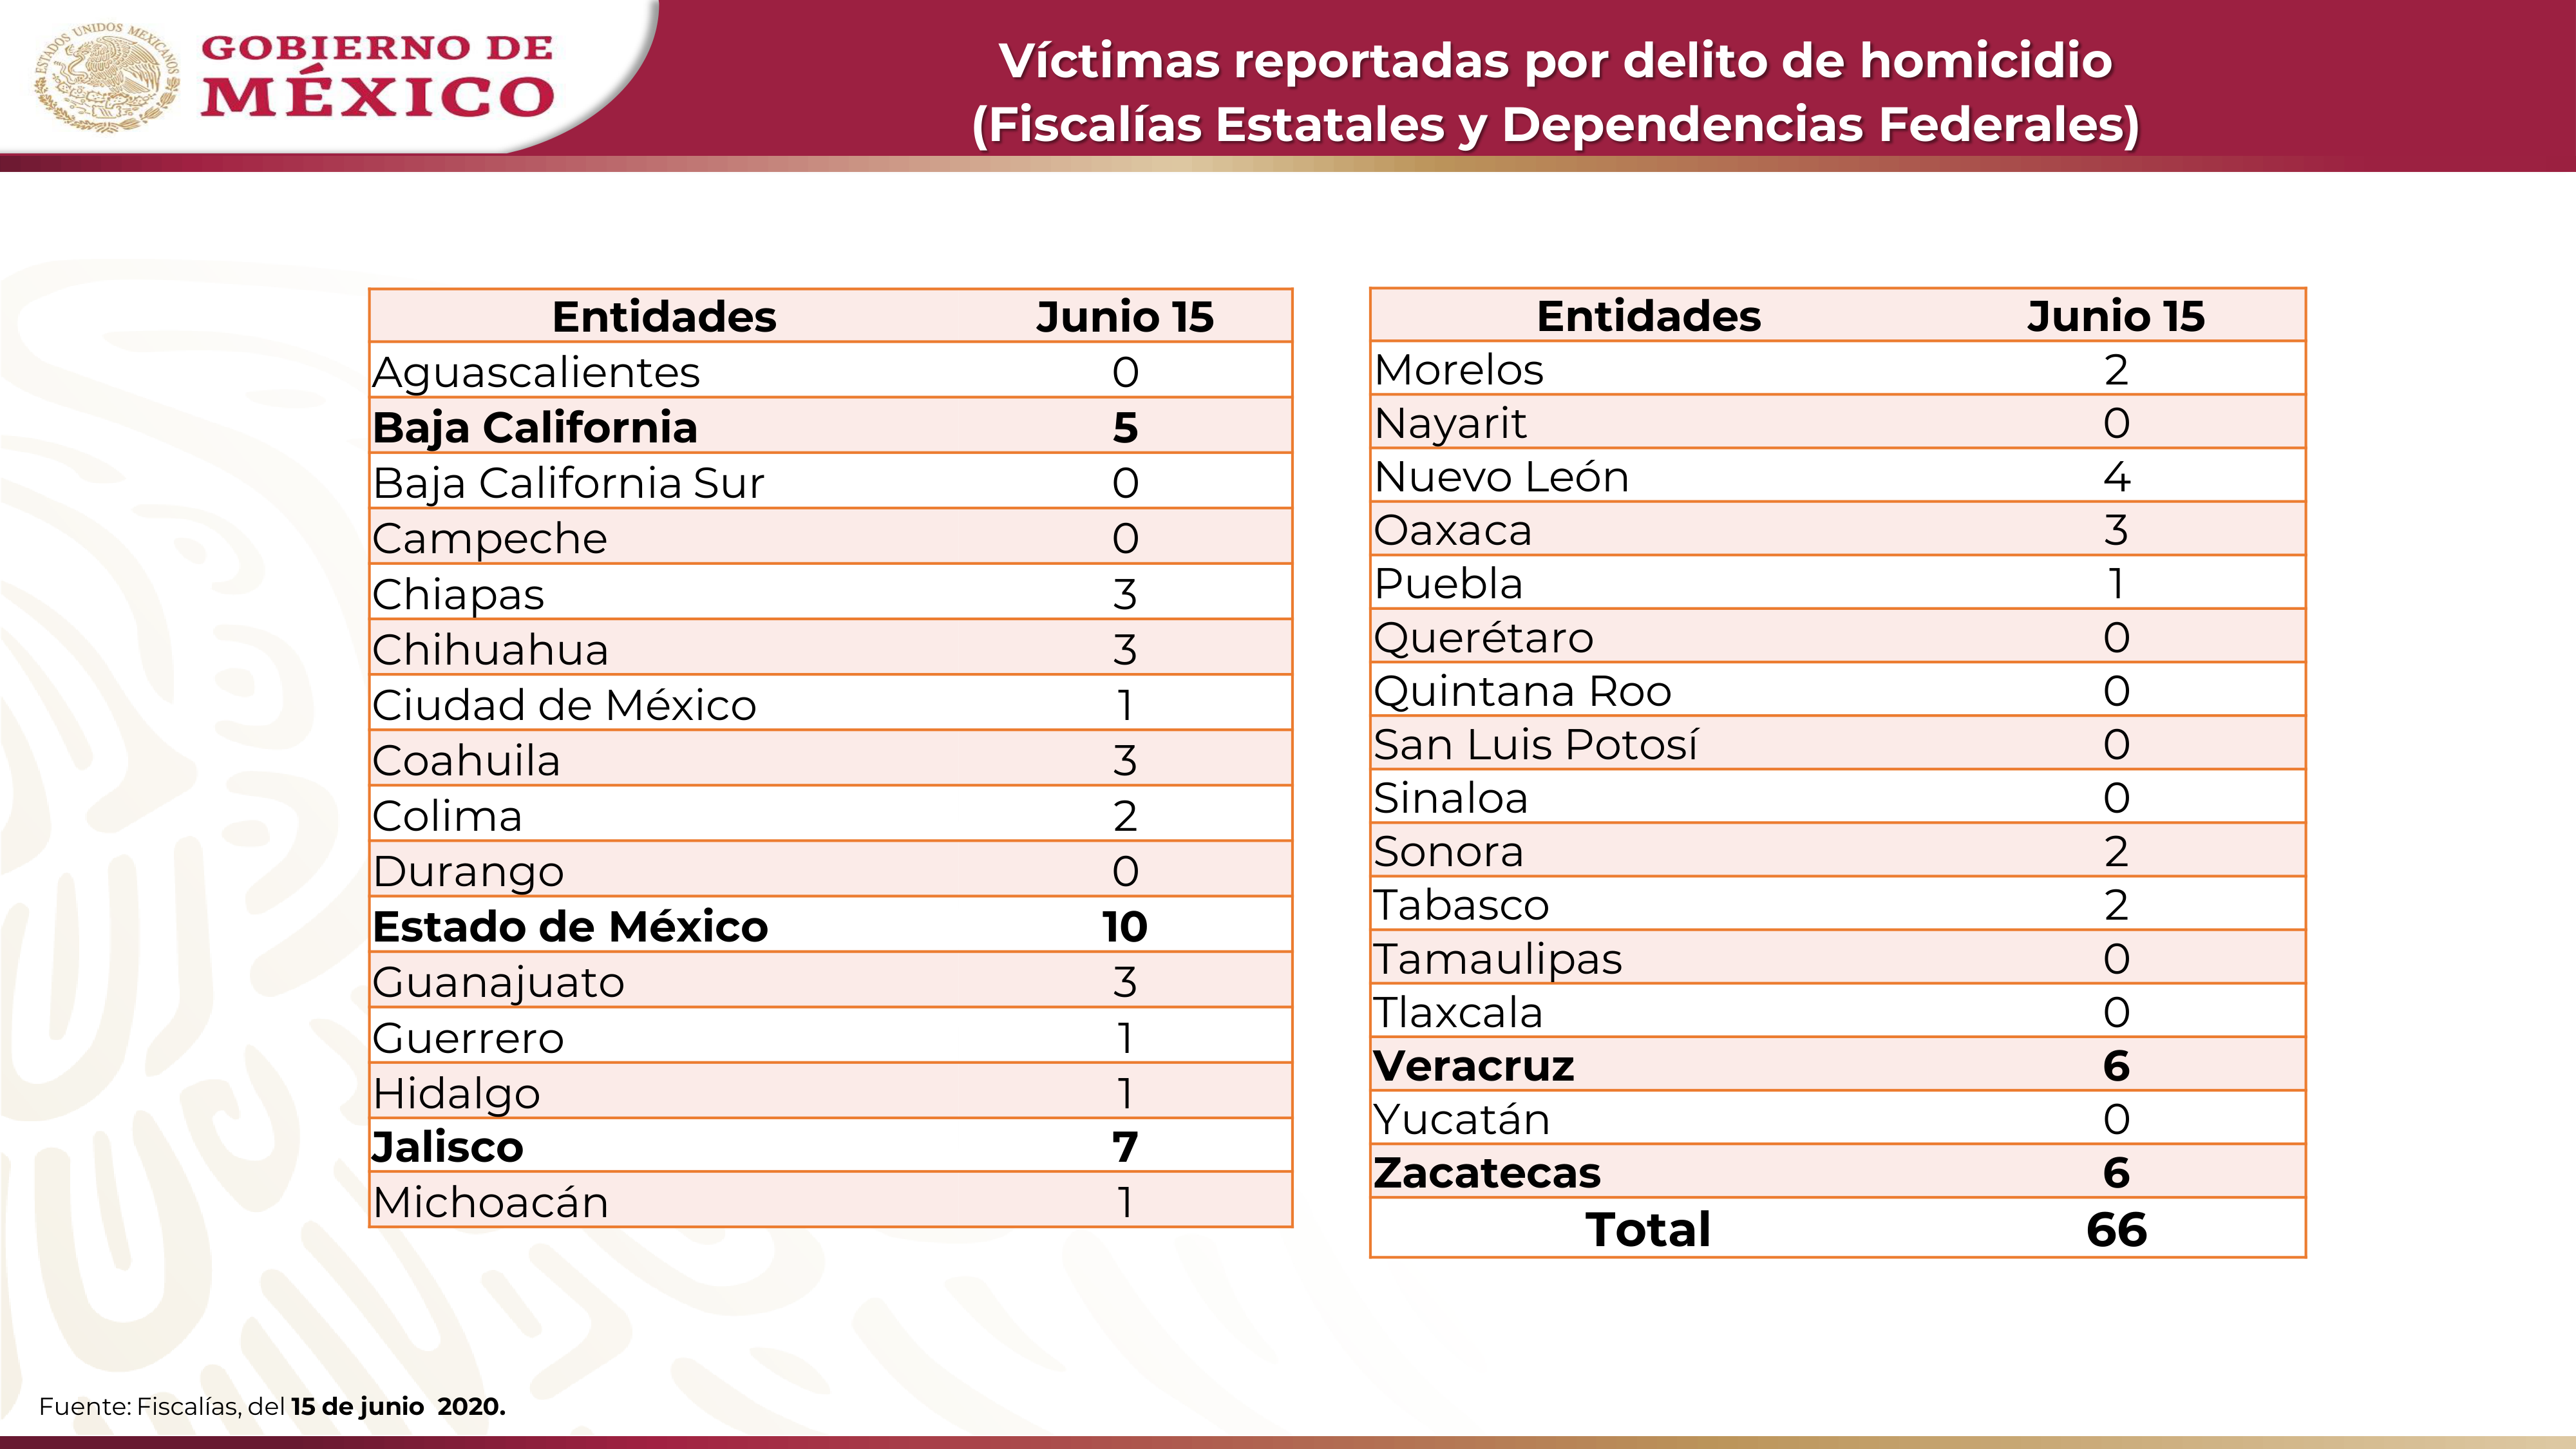 ESTADOS UNIDOS MEXICANOS
GOBIERNO DE
MÉXICO
Víctimas reportadas por delito de homicidio
(Fiscalías Estatales y Dependencias Federales)
Entidades Junio 15
Aguascalientes 0
Baja California 5
Baja California Sur 0
Campeche 0
Chiapas 3
Chihuahua 3
Ciudad de México 1
Coahuila 3
Colima 2
Durango 0
Estado de México 10
Guanajuato 3
Guerrero 1
Hidalgo 1
Jalisco 7
Michoacán 1
Entidades Junio 15
Morelos 2
Nayarit 0
Nuevo León 4
Oaxaca 3
Puebla 1
Querétaro 0
Quintana Roo 0
San Luis Potosí 0
Sinaloa 0
Sonora 2
Tabasco 2
Tamaulipas 0
Tlaxcala 0
Veracruz 6
Yucatán 0
Zacatecas 6
Total 66
Fuente: Fiscalías, del 15 de junio 2020.